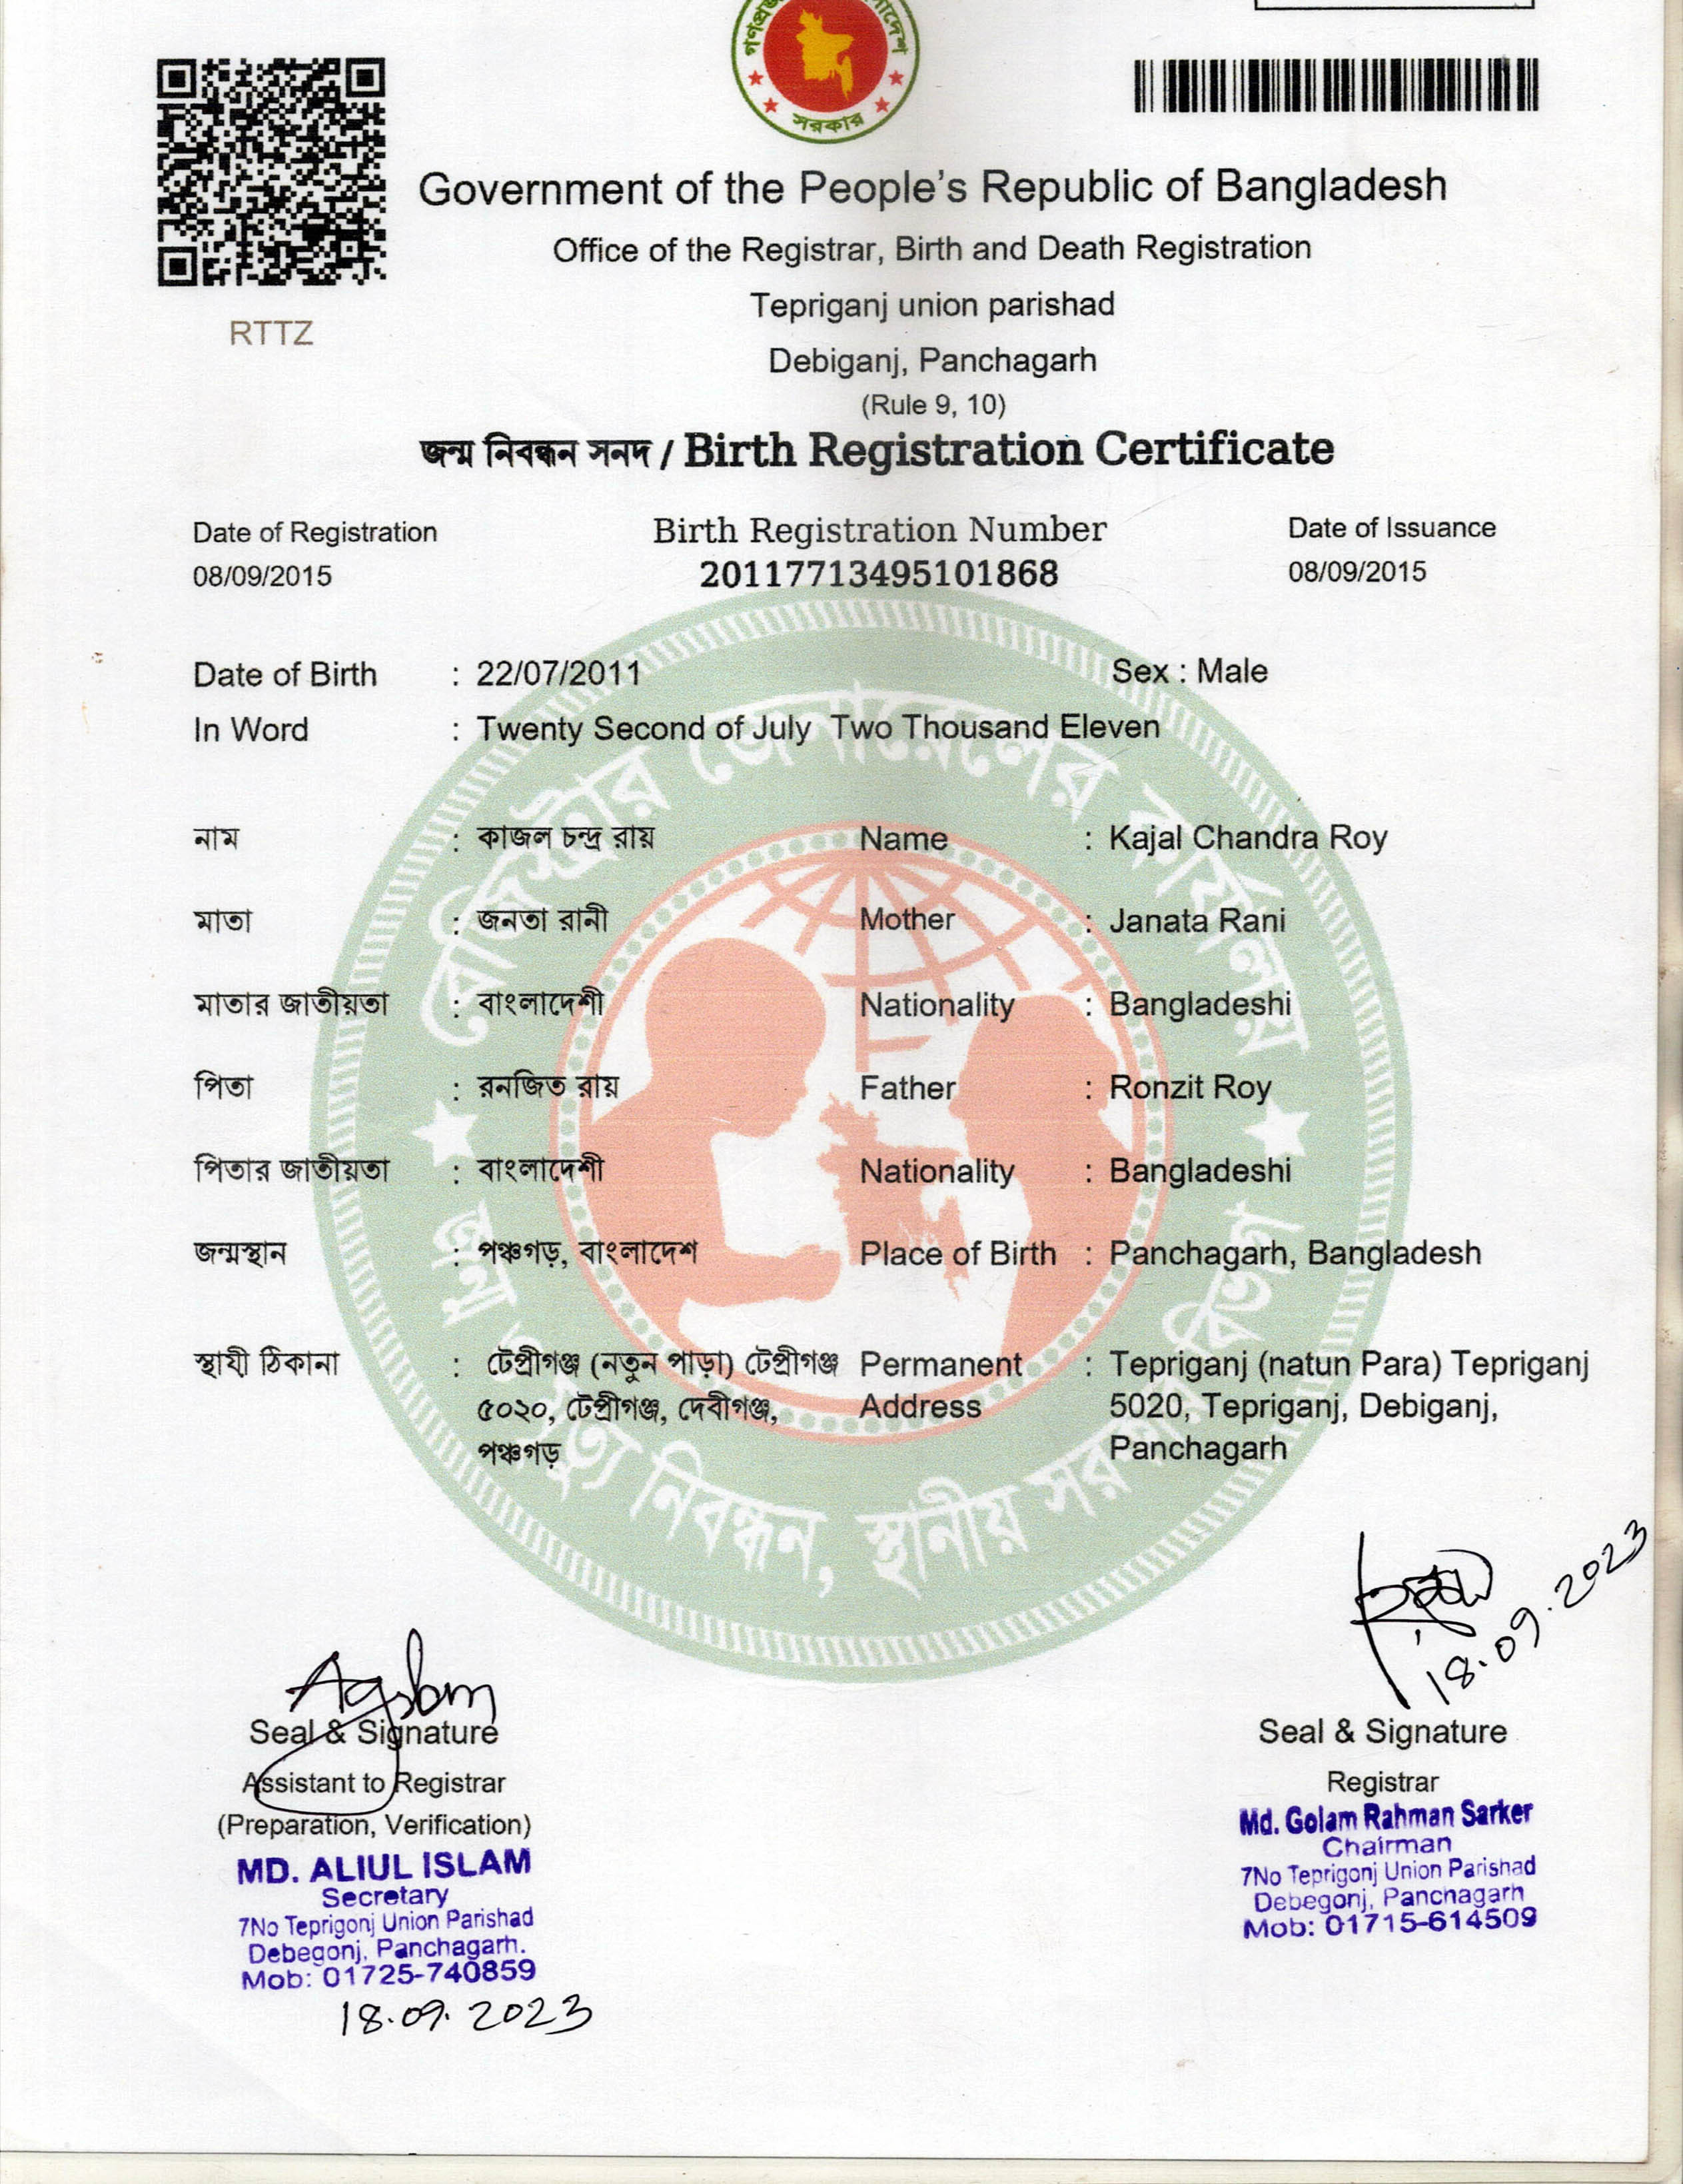 সরকার
Government of the People's Republic of Bangladesh
Office of the Registrar, Birth and Death Registration
Tepriganj union parishad
RTTZ
Debiganj, Panchagarh
(Rule 9, 10)
জন্ম নিবন্ধন সনদ / Birth Registration Certificate
Date of Registration Birth Registration Number Date of Issuance
08/09/2015 20117713495101868 08/09/2015
Date of Birth : 22/07/2011 Sex : Male
In Word : Twenty Second of July Two Thousand Eleven
নাম : কাজল চন্দ্র রায় Name : Kajal Chandra Roy
মাতা : জনতা রানী Mother : Janata Rani
মাতার জাতীয়তা : বাংলাদেশী Nationality : Bangladeshi
পিতা : রনজিত রায় Father : Ronzit Roy
পিতার জাতীয়তা : বাংলাদেশী Nationality : Bangladeshi
জন্মস্থান : পঞ্চগড়, বাংলাদেশ Place of Birth : Panchagarh, Bangladesh
স্থায়ী ঠিকানা : টেপ্রীগঞ্জ (নতুন পাড়া) টেপ্রীগঞ্জ Permanent : Tepriganj (natun Para) Tepriganj
৫০২০, টেপ্রীগঞ্জ, দেবীগঞ্জ, Address 5020, Tepriganj, Debiganj,
পঞ্চগড় Panchagarh
রেজিস্ট্রার জেনারেলের কার্যালয়
মৃত্যু নিবন্ধন, স্থানীয় সরকার বিভাগ
18.09.2023
Seal & Signature Seal & Signature
Assistant to Registrar Registrar
(Preparation, Verification) Md. Golam Rahman Sarker
MD. ALIUL ISLAM Chairman
Secretary 7No Teprigonj Union Parishad
7No Teprigonj Union Parishad Debegonj, Panchagarh
Debegonj, Panchagarh. Mob: 01715-614509
Mob: 01725-740859
18.09.2023